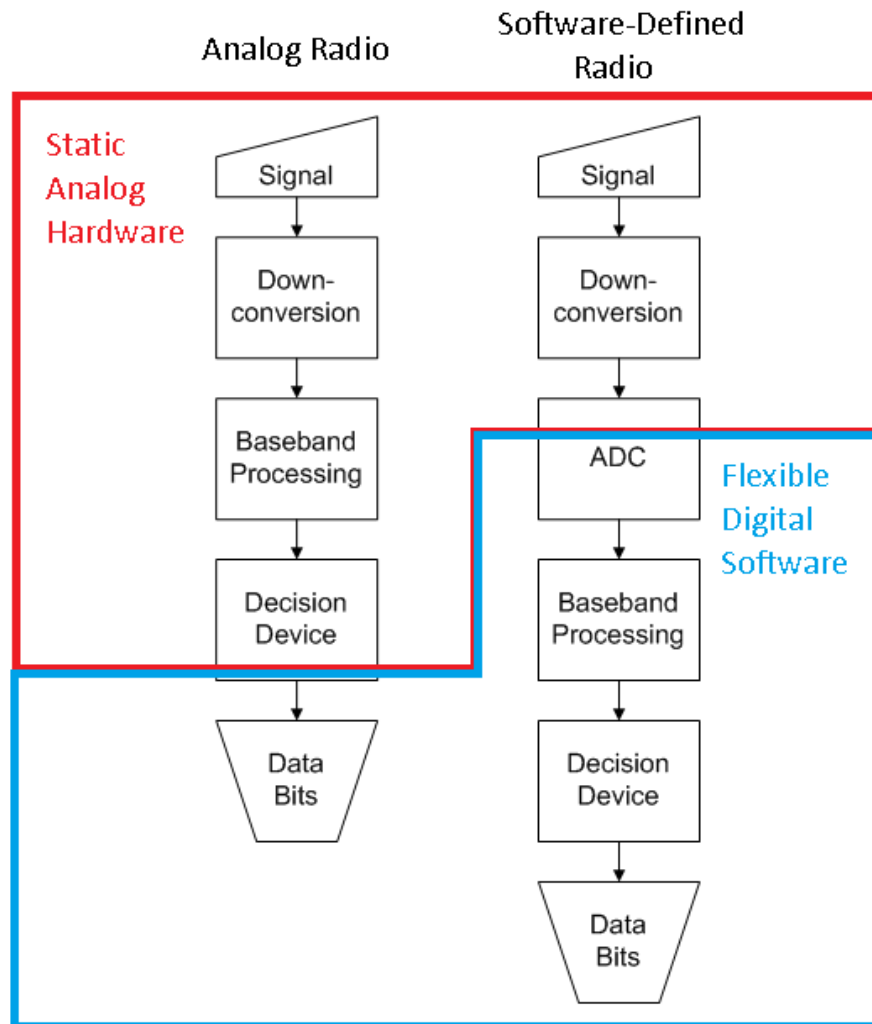 Analog Radio
Software-Defined
Radio
Static
Analog
Hardware
Signal
Down-
conversion
Baseband
Processing
Decision
Device
Data
Bits
Signal
Down-
conversion
ADC
Flexible
Digital
Software
Baseband
Processing
Decision
Device
Data
Bits